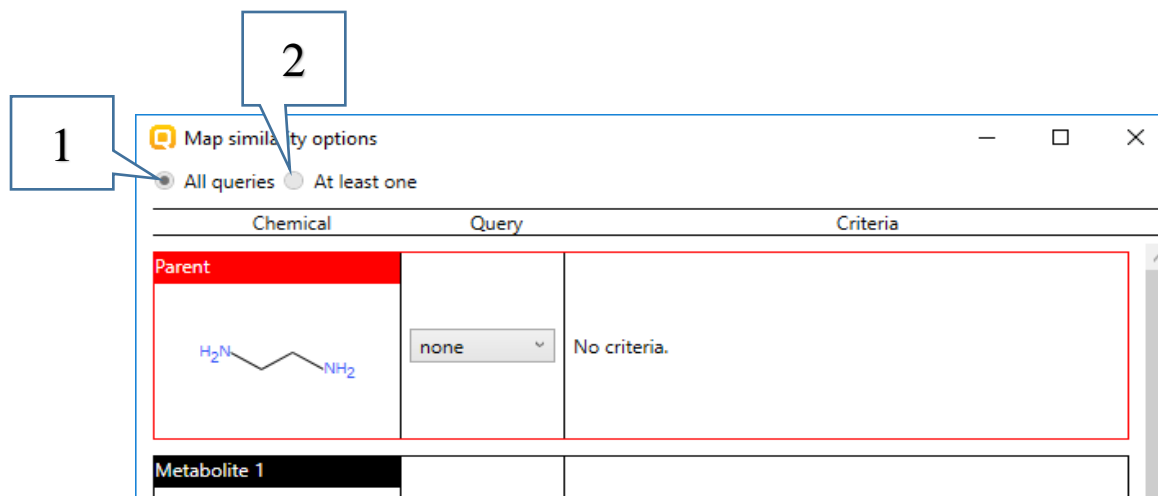 2
1
Map similarity options
All queries At least one
Chemical Query Criteria
Parent
H2N NH2
none No criteria.
Metabolite 1